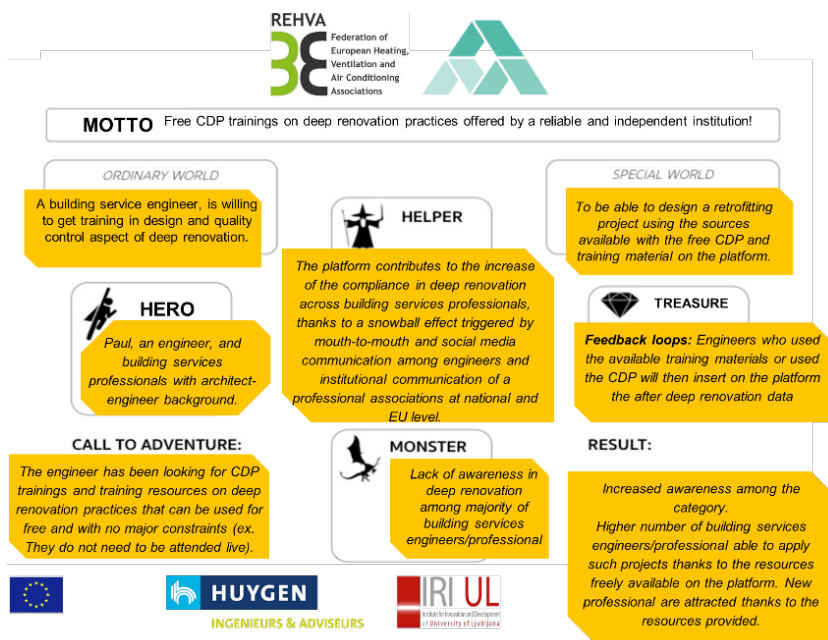 REHVA
Federation of
European Heating,
Ventilation and
Air Conditioning
Associations
MOTTO Free CDP trainings on deep renovation practices offered by a reliable and independent institution!
ORDINARY WORLD
A building service engineer, is willing
to get training in design and quality
control aspect of deep renovation.
HELPER
The platform contributes to the increase
of the compliance in deep renovation
across building services professionals,
thanks to a snowball effect triggered by
mouth-to-mouth and social media
communication among engineers and
institutional communication of a
professional associations at national and
EU level.
SPECIAL WORLD
To be able to design a retrofitting
project using the sources
available with the free CDP and
training material on the platform.
HERO
Paul, an engineer, and
building services
professionals with architect-
engineer background.
TREASURE
Feedback loops: Engineers who used
the available training materials or used
the CDP will then insert on the platform
the after deep renovation data
CALL TO ADVENTURE:
The engineer has been looking for CDP
trainings and training resources on deep
renovation practices that can be used for
free and with no major constraints (ex.
They do not need to be attended live).
MONSTER
Lack of awareness in
deep renovation
among majority of
building services
engineers/professional
RESULT:
Increased awareness among the
category.
Higher number of building services
engineers/professional able to apply
such projects thanks to the resources
freely available on the platform. New
professional are attracted thanks to the
resources provided.
HUYGEN
INGENIEURS & ADVISEURS
IRI UL
Institute for Innovation and Development
of University of Ljubljana